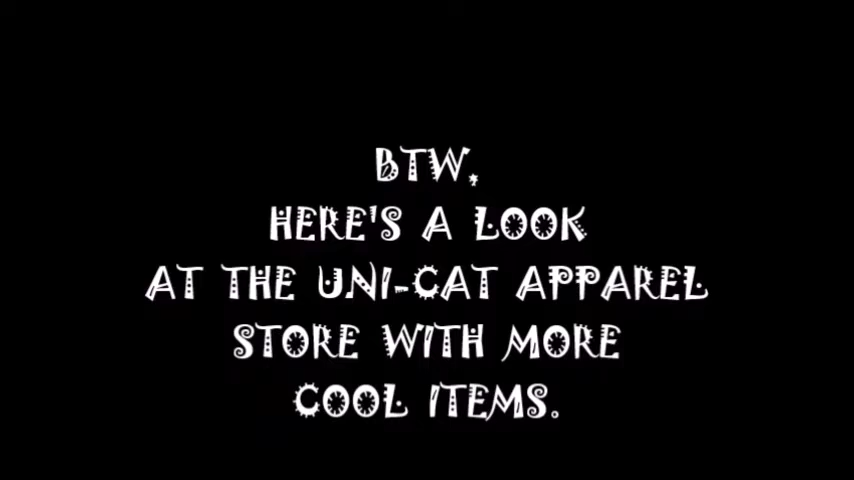 BTW,
HERE'S A LOOK
AT THE UNI-CAT APPAREL
STORE WITH MORE
COOL ITEMS.